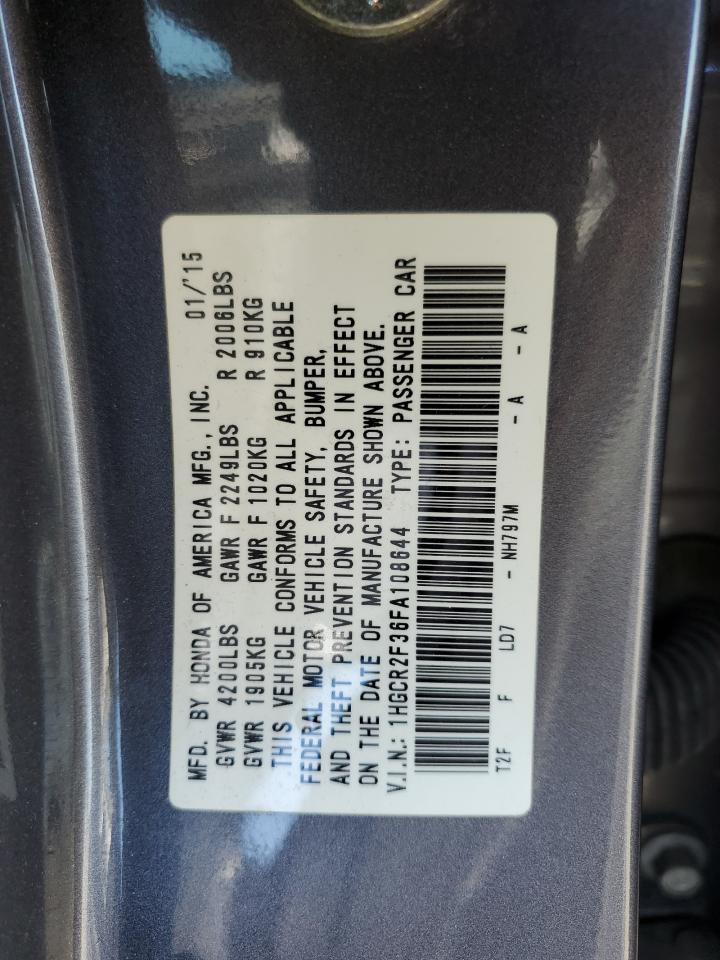 MFD. BY HONDA OF AMERICA MFG., INC. 01/'15
GVWR 4200LBS GAWR F 2249LBS R 2006LBS
GVWR 1905KG GAWR F 1020KG R 910KG
THIS VEHICLE CONFORMS TO ALL APPLICABLE
FEDERAL MOTOR VEHICLE SAFETY, BUMPER,
AND THEFT PREVENTION STANDARDS IN EFFECT
ON THE DATE OF MANUFACTURE SHOWN ABOVE.
V.I.N.: 1HGCR2F36FA108644 TYPE: PASSENGER CAR
T2F F LD7 - NH797M - A - A